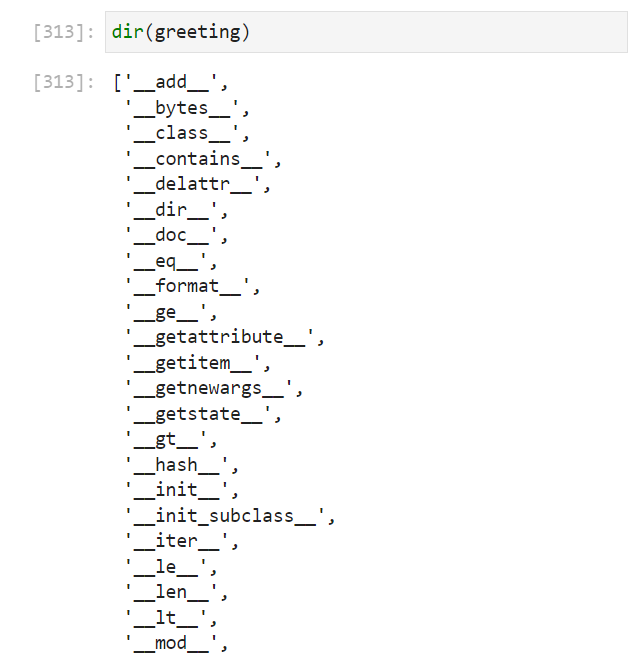 [313]: dir(greeting)
[313]: ['__add__',
'__bytes__',
'__class__',
'__contains__',
'__delattr__',
'__dir__',
'__doc__',
'__eq__',
'__format__',
'__ge__',
'__getattribute__',
'__getitem__',
'__getnewargs__',
'__getstate__',
'__gt__',
'__hash__',
'__init__',
'__init_subclass__',
'__iter__',
'__le__',
'__len__',
'__lt__',
'__mod__',